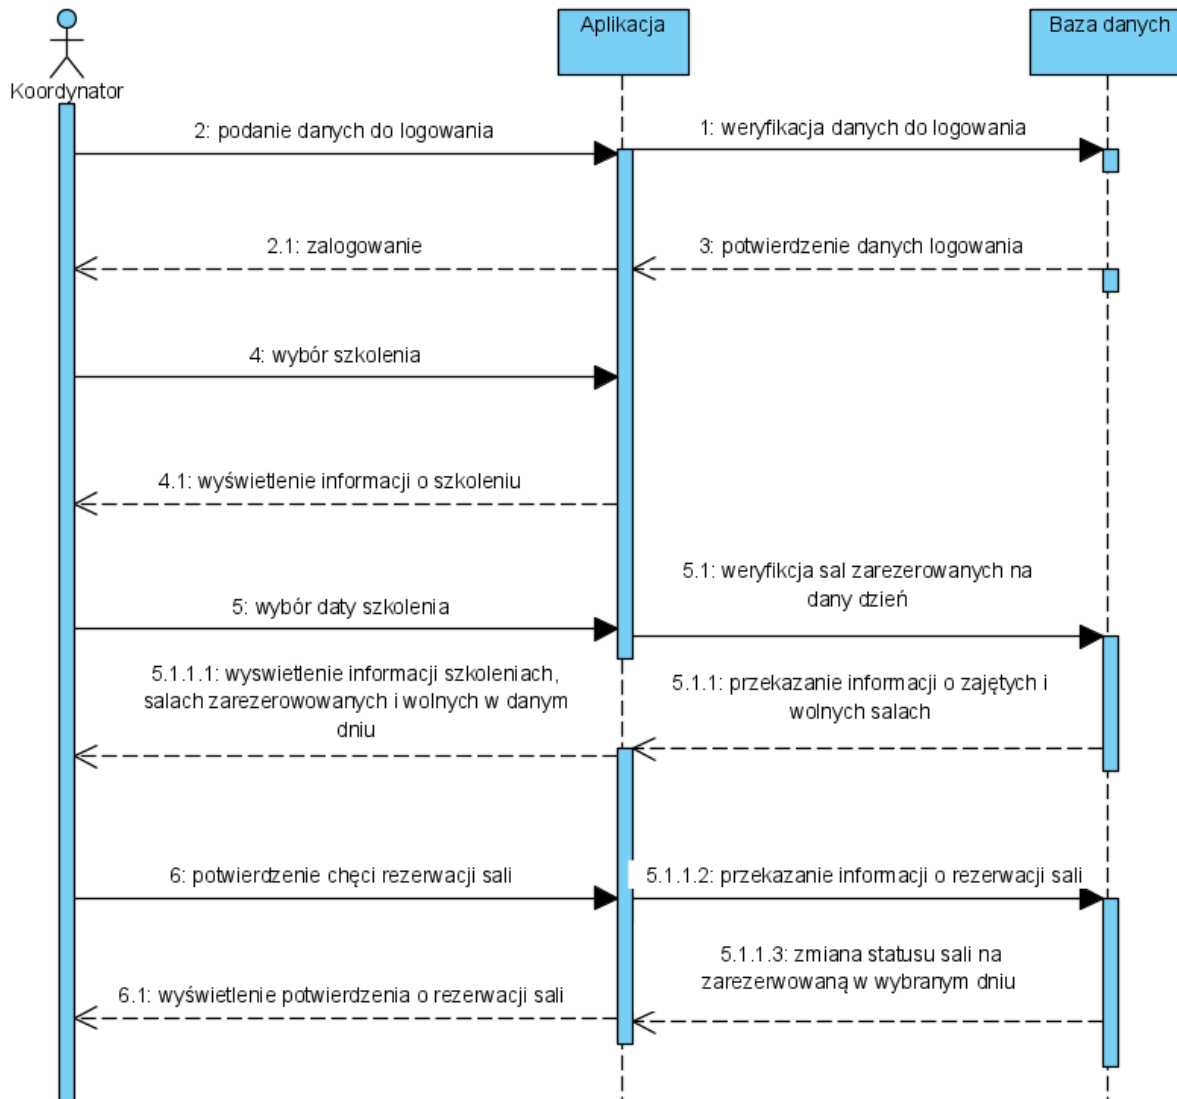 Aplikacja
Baza danych
Koordynator
2: podanie danych do logowania
1: weryfikacja danych do logowania
2.1: zalogowanie
3: potwierdzenie danych logowania
4: wybór szkolenia
4.1: wyświetlenie informacji o szkoleniu
5.1: weryfikcja sal zarezerowanych na
dany dzień
5: wybór daty szkolenia
5.1.1.1: wyswietlenie informacji szkoleniach,
salach zarezerowowanych i wolnych w danym
dniu
5.1.1: przekazanie informacji o zajętych i
wolnych salach
6: potwierdzenie chęci rezerwacji sali
5.1.1.2: przekazanie informacji o rezerwacji sali
5.1.1.3: zmiana statusu sali na
zarezerwowaną w wybranym dniu
6.1: wyświetlenie potwierdzenia o rezerwacji sali